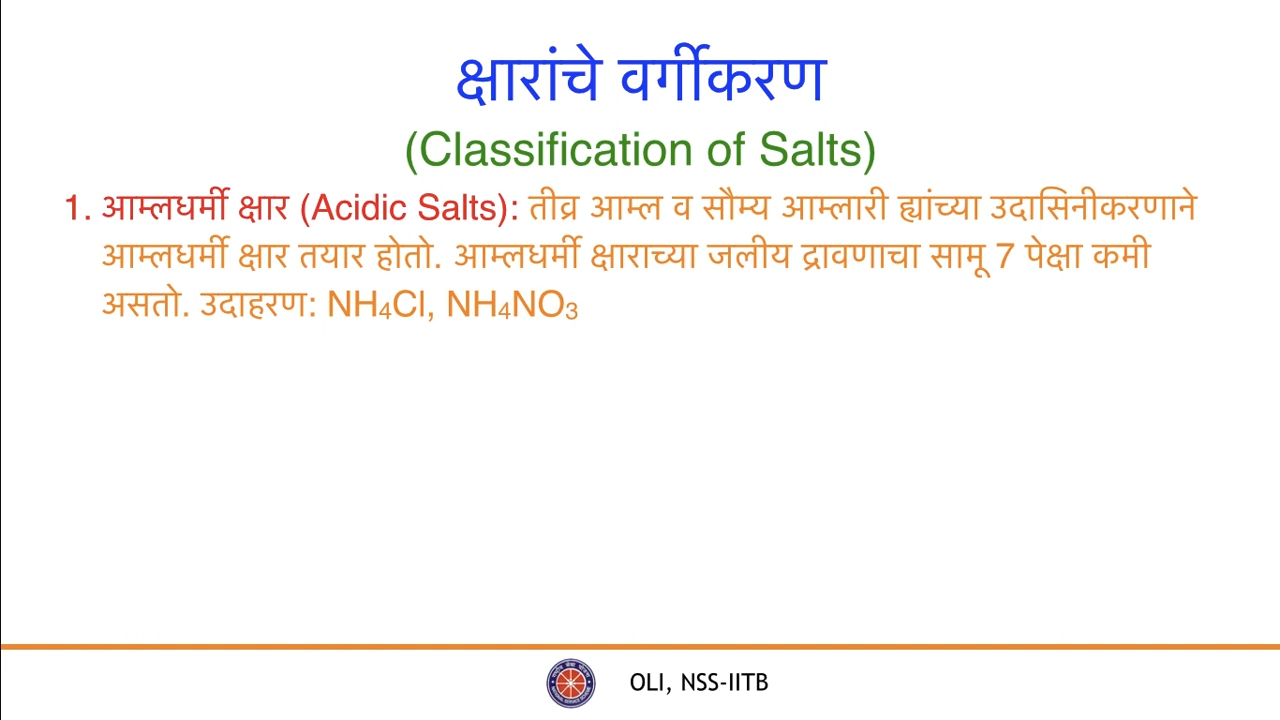 क्षारांचे वर्गीकरण
(Classification of Salts)
1. आम्लधर्मी क्षार (Acidic Salts): तीव्र आम्ल व सौम्य आम्लारी ह्यांच्या उदासिनीकरणाने
आम्लधर्मी क्षार तयार होतो. आम्लधर्मी क्षाराच्या जलीय द्रावणाचा सामू 7 पेक्षा कमी
असतो. उदाहरण: NH₄Cl, NH₄NO₃
OLI, NSS-IITB